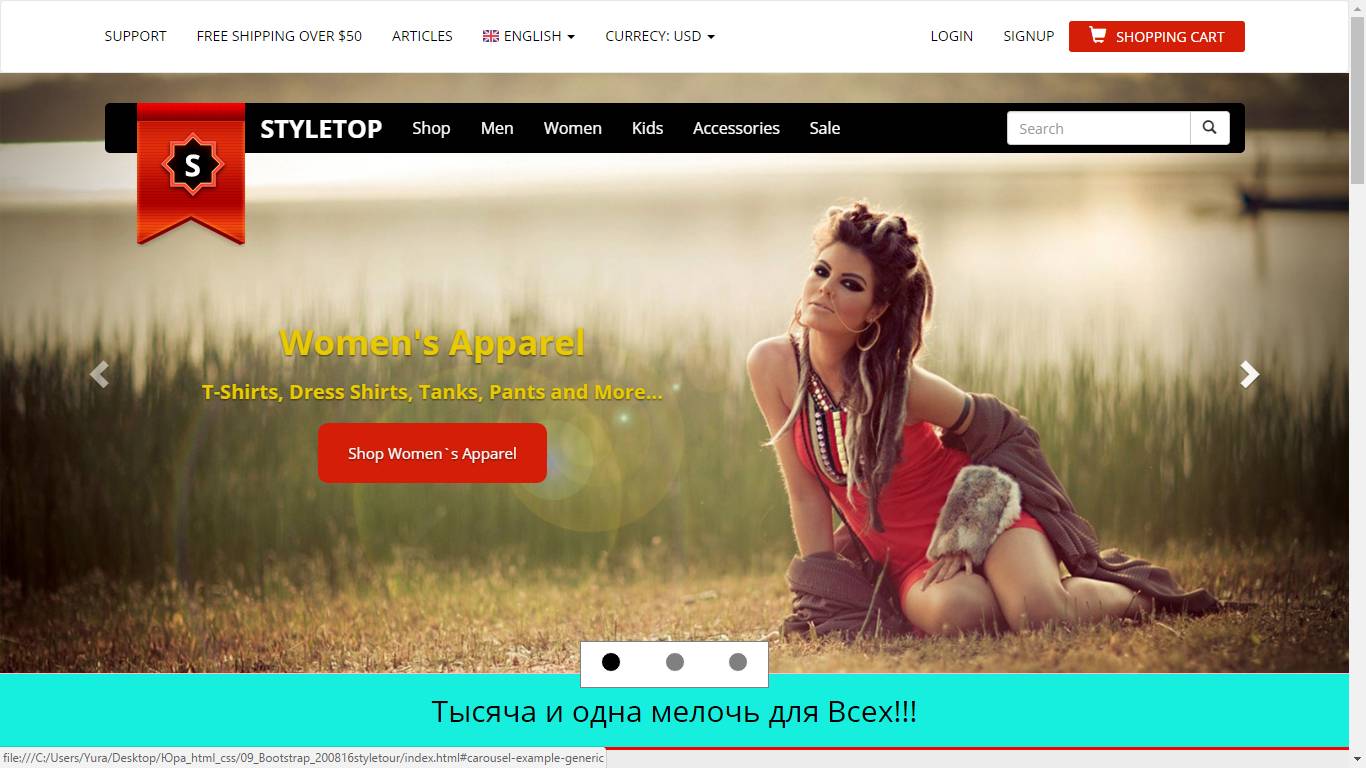 SUPPORT FREE SHIPPING OVER $50 ARTICLES ENGLISH CURRECY: USD LOGIN SIGNUP SHOPPING CART
S
STYLETOP Shop Men Women Kids Accessories Sale Search
Women's Apparel
T-Shirts, Dress Shirts, Tanks, Pants and More...
Shop Women`s Apparel
Тысяча и одна мелочь для Всех!!!
file:///C:/Users/Yura/Desktop/Юра_html_css/09_Bootstrap_200816styletour/index.html#carousel-example-generic